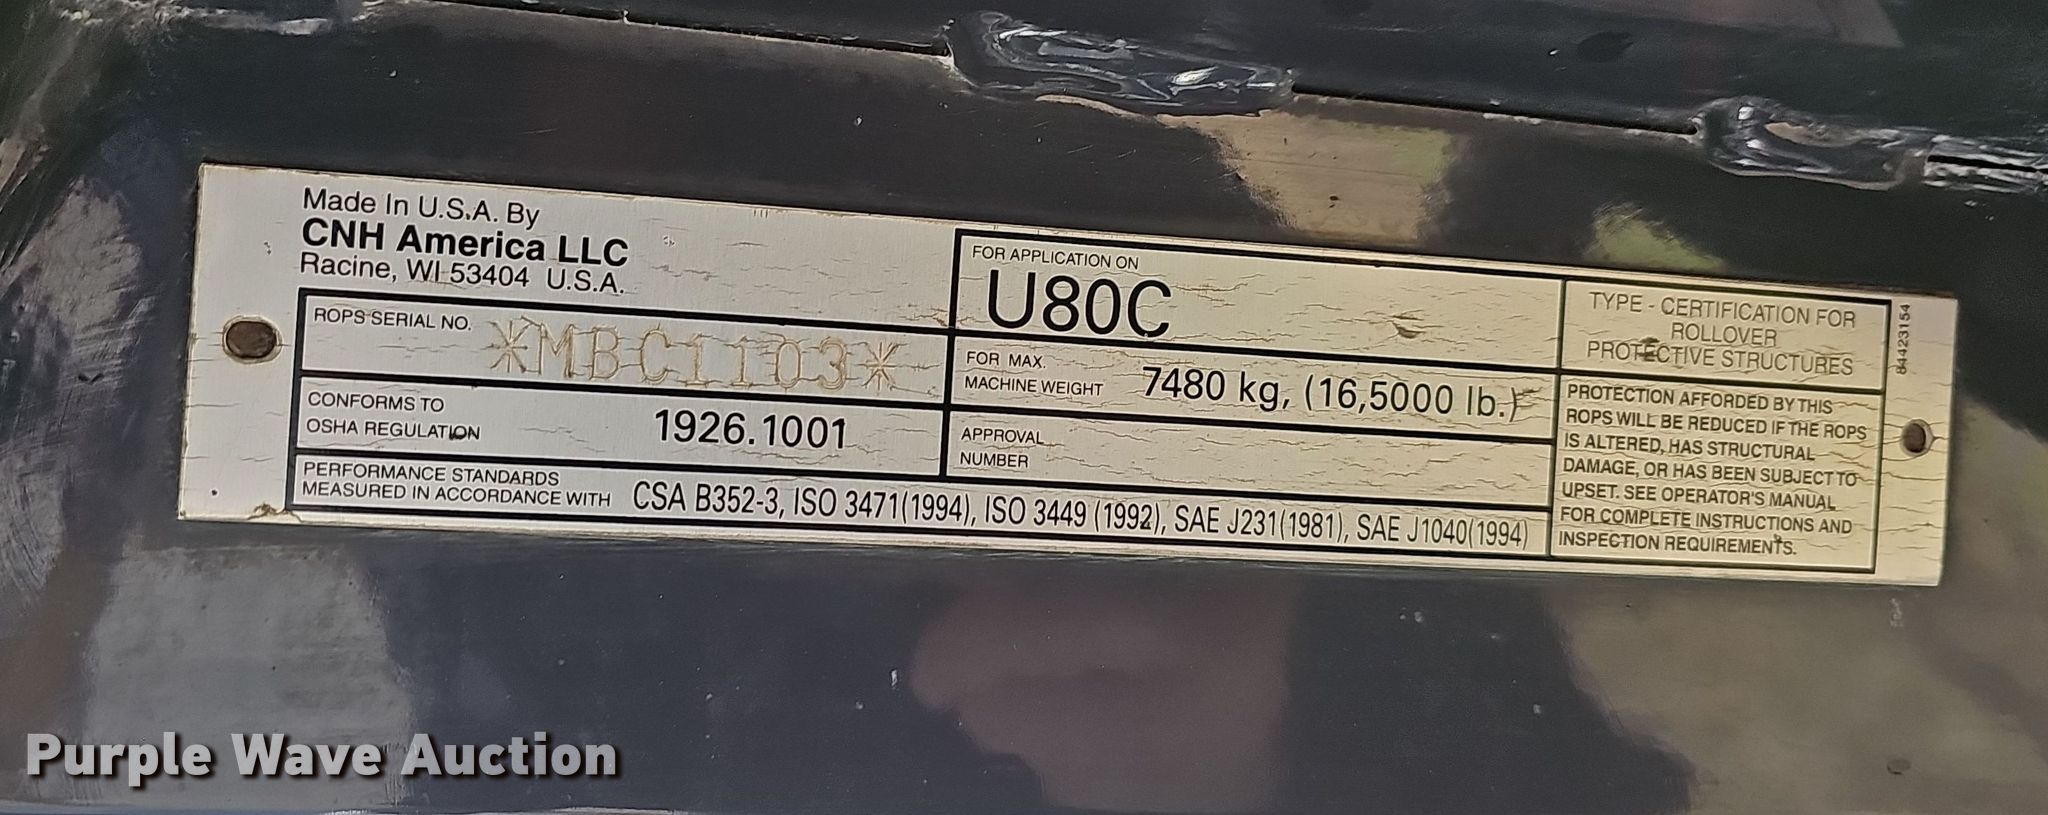 Made In U.S.A. By
CNH America LLC
Racine, WI 53404 U.S.A.
ROPS SERIAL NO. *MBC1103*
CONFORMS TO
OSHA REGULATION 1926.1001
PERFORMANCE STANDARDS
MEASURED IN ACCORDANCE WITH CSA B352-3, ISO 3471(1994), ISO 3449 (1992), SAE J231(1981), SAE J1040(1994)
FOR APPLICATION ON
U80C
FOR MAX.
MACHINE WEIGHT 7480 kg, (16,5000 lb.)
APPROVAL
NUMBER
TYPE - CERTIFICATION FOR
ROLLOVER
PROTECTIVE STRUCTURES
PROTECTION AFFORDED BY THIS
ROPS WILL BE REDUCED IF THE ROPS
IS ALTERED, HAS STRUCTURAL
DAMAGE, OR HAS BEEN SUBJECT TO
UPSET. SEE OPERATOR'S MANUAL
FOR COMPLETE INSTRUCTIONS AND
INSPECTION REQUIREMENTS.
84423154
Purple Wave Auction